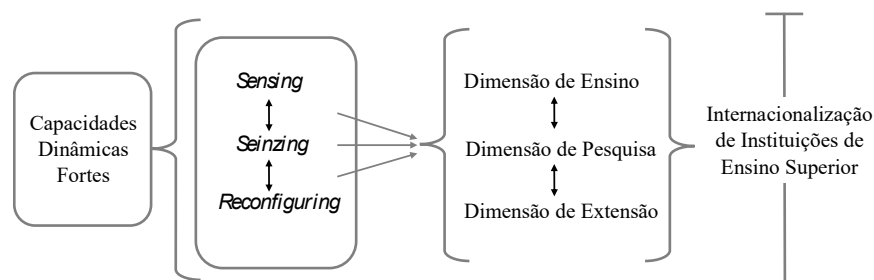 Capacidades
Dinâmicas
Fortes
Sensing
Seinzing
Reconfiguring
Dimensão de Ensino
Dimensão de Pesquisa
Dimensão de Extensão
Internacionalização
de Instituições de
Ensino Superior